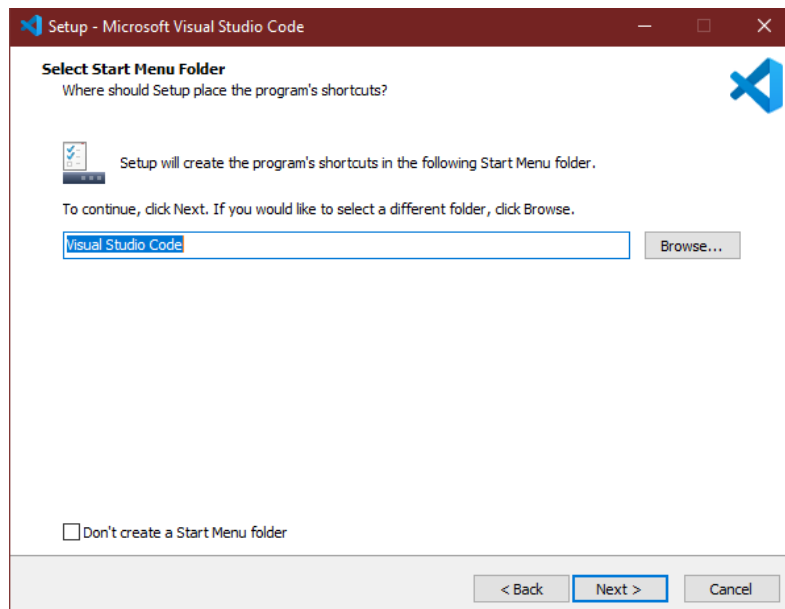 Setup - Microsoft Visual Studio Code
Select Start Menu Folder
Where should Setup place the program's shortcuts?
Setup will create the program's shortcuts in the following Start Menu folder.
To continue, click Next. If you would like to select a different folder, click Browse.
Visual Studio Code
Browse...
Don't create a Start Menu folder
< Back
Next >
Cancel